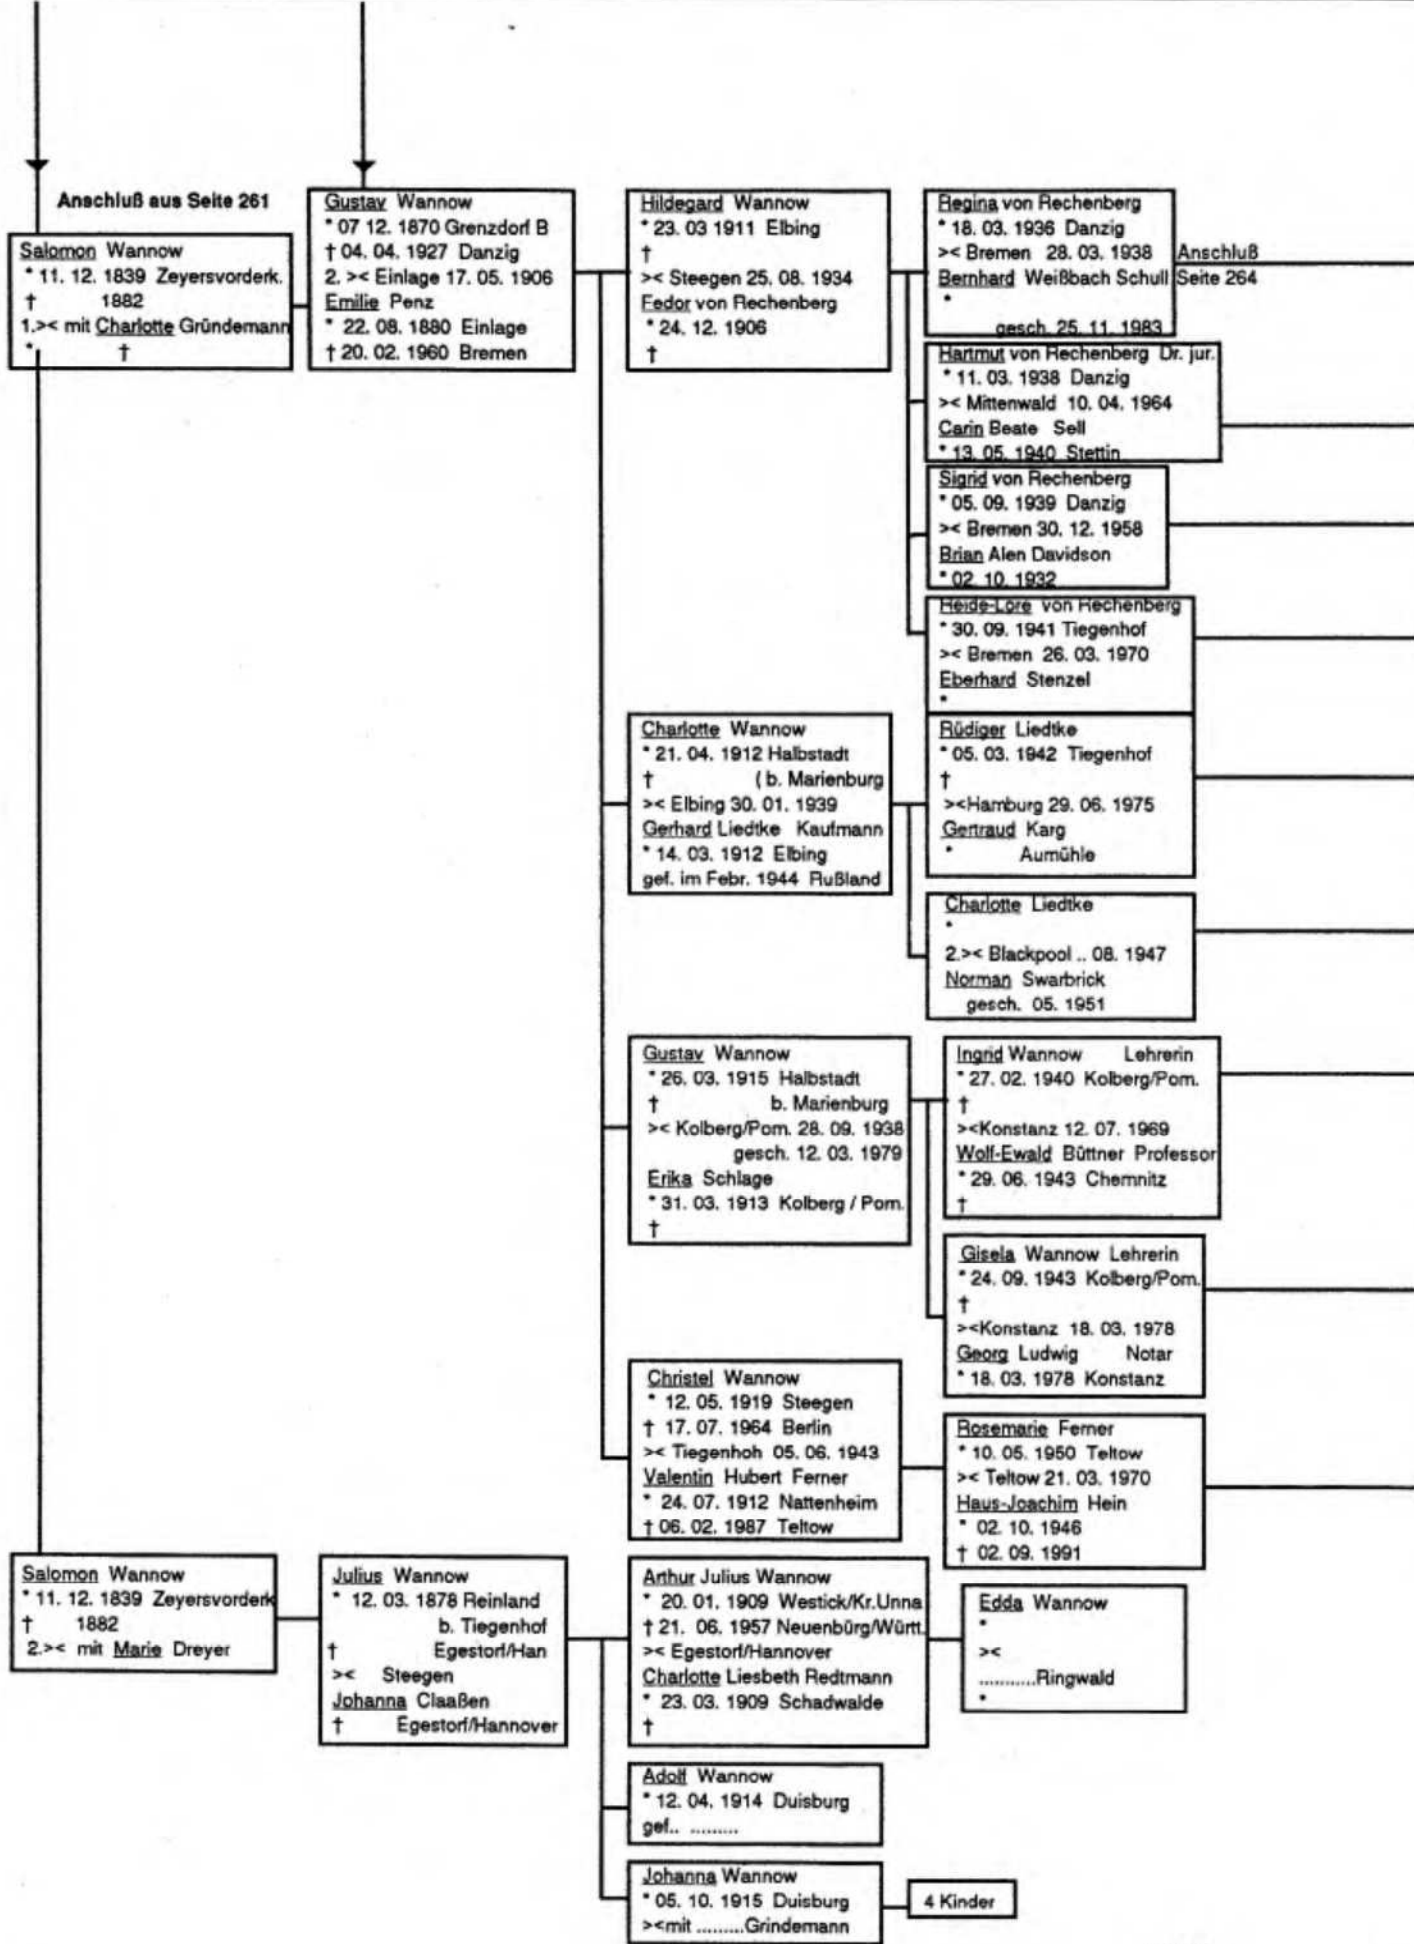 Anschluß aus Seite 261
Salomon Wannow
* 11. 12. 1839 Zeyersvorderk.
† 1882
1.>< mit Charlotte Gründemann
* †
Gustav Wannow
* 07 12. 1870 Grenzdorf B
† 04. 04. 1927 Danzig
2. >< Einlage 17. 05. 1906
Emilie Penz
* 22. 08. 1880 Einlage
† 20. 02. 1960 Bremen
Hildegard Wannow
* 23. 03 1911 Elbing
†
>< Steegen 25. 08. 1934
Fedor von Rechenberg
* 24. 12. 1906
†
Regina von Rechenberg
* 18. 03. 1936 Danzig
>< Bremen 28. 03. 1938
Bernhard Weißbach Schull
*
gesch. 25. 11. 1983
Anschluß
Seite 264
Hartmut von Rechenberg Dr. jur.
* 11. 03. 1938 Danzig
>< Mittenwald 10. 04. 1964
Carin Beate Sell
* 13. 05. 1940 Stettin
Sigrid von Rechenberg
* 05. 09. 1939 Danzig
>< Bremen 30. 12. 1958
Brian Alen Davidson
* 02. 10. 1932
Heide-Lore von Rechenberg
* 30. 09. 1941 Tiegenhof
>< Bremen 26. 03. 1970
Eberhard Stenzel
*
Charlotte Wannow
* 21. 04. 1912 Halbstadt
† ( b. Marienburg
>< Elbing 30. 01. 1939
Gerhard Liedtke Kaufmann
* 14. 03. 1912 Elbing
gef. im Febr. 1944 Rußland
Rüdiger Liedtke
* 05. 03. 1942 Tiegenhof
†
><Hamburg 29. 06. 1975
Gertraud Karg
* Aumühle
Charlotte Liedtke
*
2.>< Blackpool .. 08. 1947
Norman Swarbrick
gesch. 05. 1951
Gustav Wannow
* 26. 03. 1915 Halbstadt
† b. Marienburg
>< Kolberg/Pom. 28. 09. 1938
gesch. 12. 03. 1979
Erika Schlage
* 31. 03. 1913 Kolberg / Pom.
†
Ingrid Wannow Lehrerin
* 27. 02. 1940 Kolberg/Pom.
†
><Konstanz 12. 07. 1969
Wolf-Ewald Büttner Professor
* 29. 06. 1943 Chemnitz
†
Gisela Wannow Lehrerin
* 24. 09. 1943 Kolberg/Pom.
†
><Konstanz 18. 03. 1978
Georg Ludwig Notar
* 18. 03. 1978 Konstanz
Christel Wannow
* 12. 05. 1919 Steegen
† 17. 07. 1964 Berlin
>< Tiegenhoh 05. 06. 1943
Valentin Hubert Ferner
* 24. 07. 1912 Nattenheim
† 06. 02. 1987 Teltow
Rosemarie Ferner
* 10. 05. 1950 Teltow
>< Teltow 21. 03. 1970
Haus-Joachim Hein
* 02. 10. 1946
† 02. 09. 1991
Salomon Wannow
* 11. 12. 1839 Zeyersvorderk
† 1882
2.>< mit Marie Dreyer
Julius Wannow
* 12. 03. 1878 Reinland
b. Tiegenhof
† Egestorf/Han
>< Steegen
Johanna Claaßen
† Egestorf/Hannover
Arthur Julius Wannow
* 20. 01. 1909 Westick/Kr.Unna
† 21. 06. 1957 Neuenbürg/Württ.
>< Egestorf/Hannover
Charlotte Liesbeth Redtmann
* 23. 03. 1909 Schadwalde
†
Edda Wannow
*
><
...........Ringwald
*
Adolf Wannow
* 12. 04. 1914 Duisburg
gef.. .........
Johanna Wannow
* 05. 10. 1915 Duisburg
><mit .........Grindemann
4 Kinder